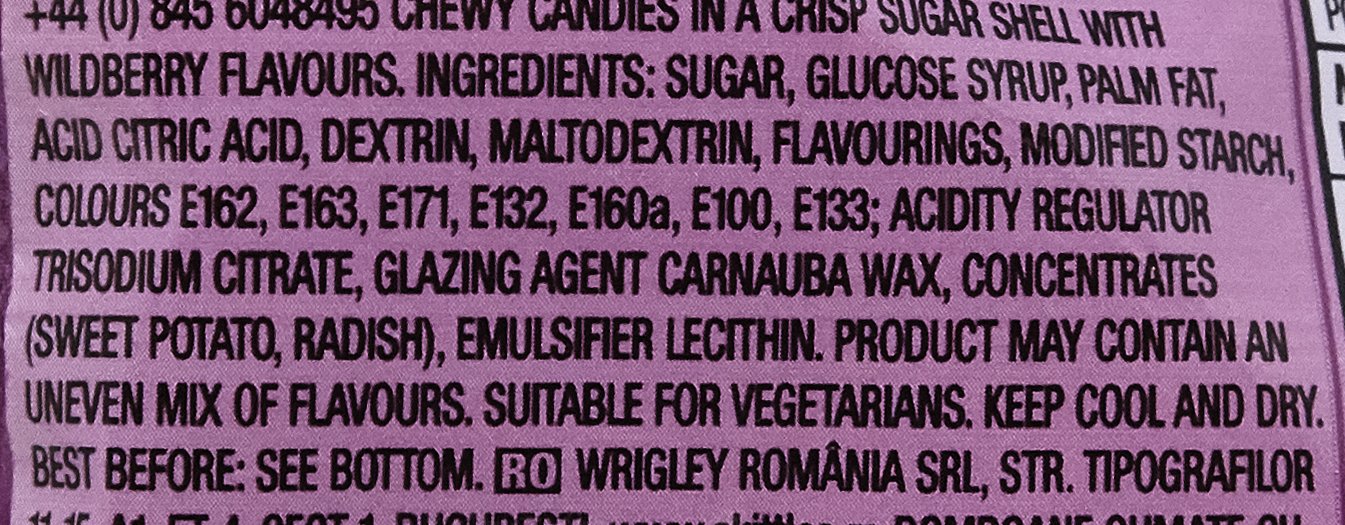 +44 (0) 845 6048495 CHEWY CANDIES IN A CRISP SUGAR SHELL WITH
WILDBERRY FLAVOURS. INGREDIENTS: SUGAR, GLUCOSE SYRUP, PALM FAT,
ACID CITRIC ACID, DEXTRIN, MALTODEXTRIN, FLAVOURINGS, MODIFIED STARCH,
COLOURS E162, E163, E171, E132, E160a, E100, E133; ACIDITY REGULATOR
TRISODIUM CITRATE, GLAZING AGENT CARNAUBA WAX, CONCENTRATES
(SWEET POTATO, RADISH), EMULSIFIER LECITHIN. PRODUCT MAY CONTAIN AN
UNEVEN MIX OF FLAVOURS. SUITABLE FOR VEGETARIANS. KEEP COOL AND DRY.
BEST BEFORE: SEE BOTTOM. RO WRIGLEY ROMÂNIA SRL, STR. TIPOGRAFILOR